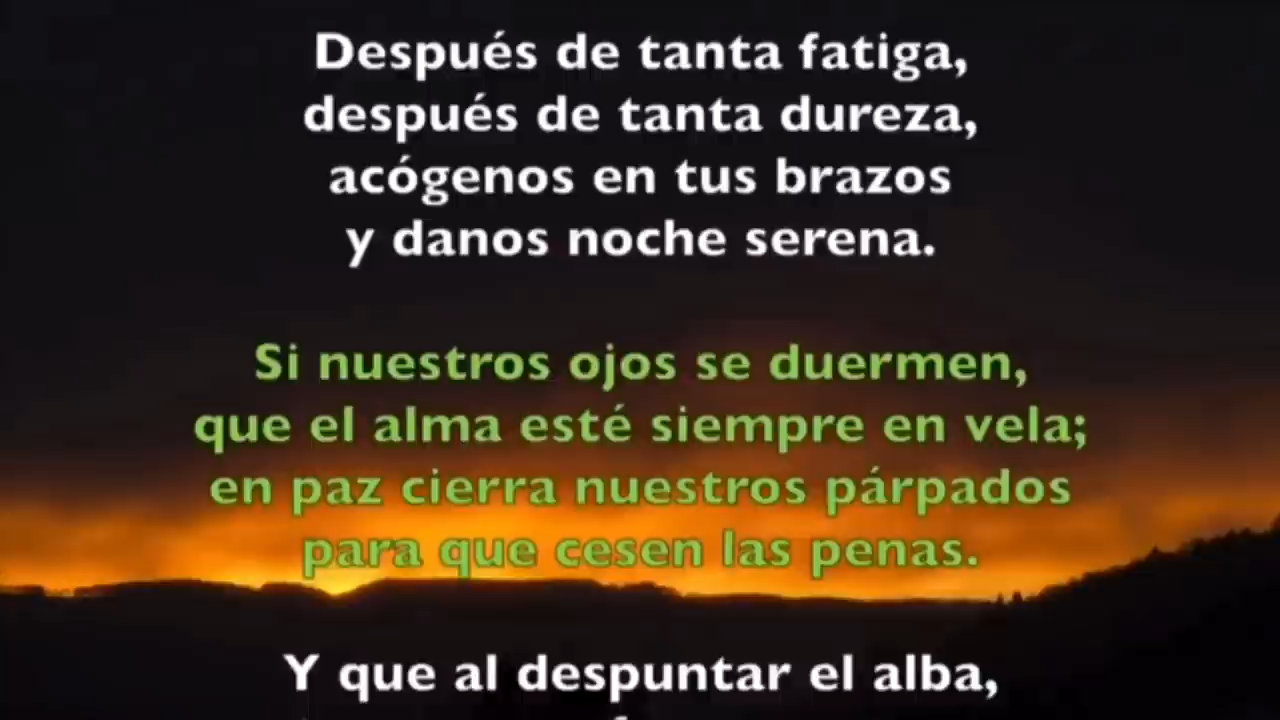 Después de tanta fatiga,
después de tanta dureza,
acógenos en tus brazos
y danos noche serena.
Si nuestros ojos se duermen,
que el alma esté siempre en vela;
en paz cierra nuestros párpados
para que cesen las penas.
Y que al despuntar el alba,